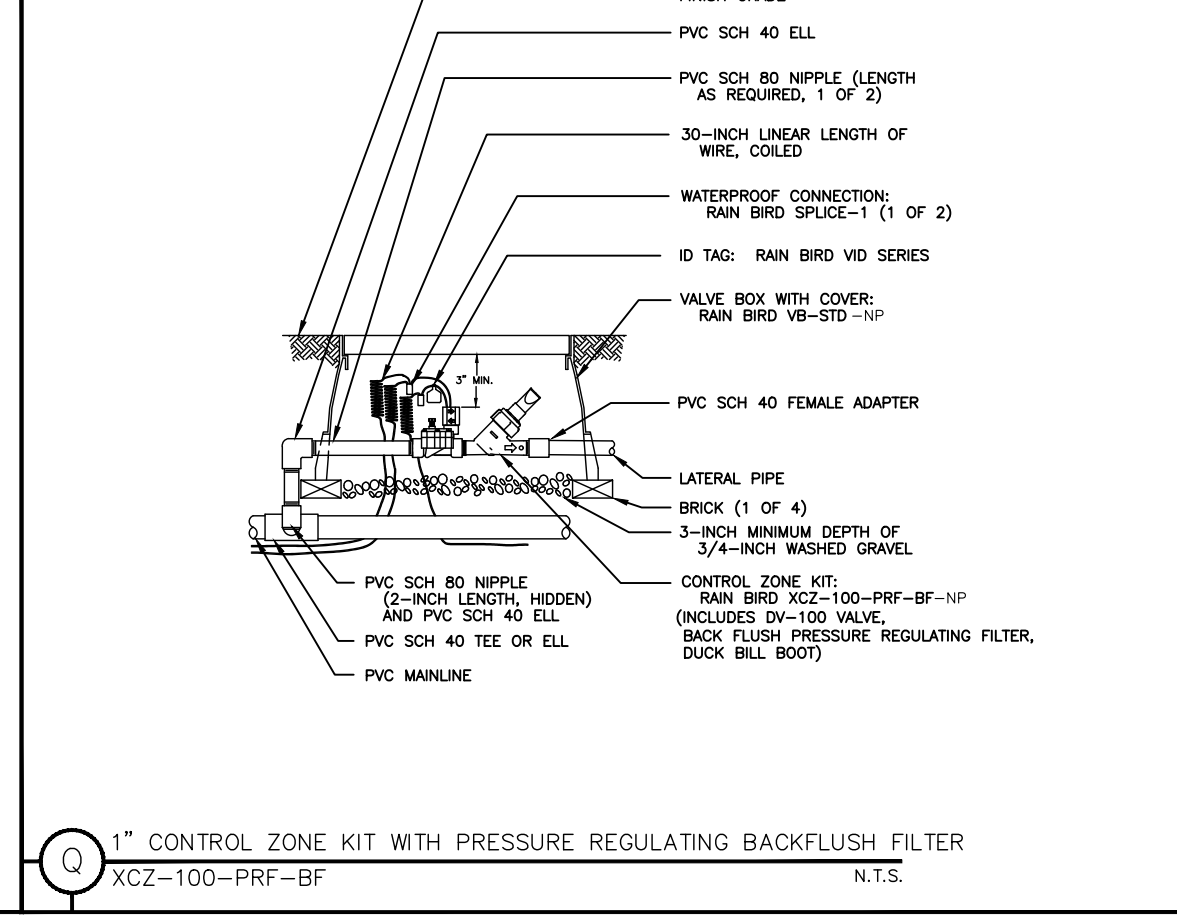 PVC SCH 40 ELL
PVC SCH 80 NIPPLE (LENGTH
AS REQUIRED, 1 OF 2)
30-INCH LINEAR LENGTH OF
WIRE, COILED
WATERPROOF CONNECTION:
RAIN BIRD SPLICE-1 (1 OF 2)
ID TAG: RAIN BIRD VID SERIES
VALVE BOX WITH COVER:
RAIN BIRD VB-STD-NP
3" MIN.
PVC SCH 40 FEMALE ADAPTER
LATERAL PIPE
BRICK (1 OF 4)
3-INCH MINIMUM DEPTH OF
3/4-INCH WASHED GRAVEL
CONTROL ZONE KIT:
RAIN BIRD XCZ-100-PRF-BF-NP
(INCLUDES DV-100 VALVE,
BACK FLUSH PRESSURE REGULATING FILTER,
DUCK BILL BOOT)
PVC SCH 80 NIPPLE
(2-INCH LENGTH, HIDDEN)
AND PVC SCH 40 ELL
PVC SCH 40 TEE OR ELL
PVC MAINLINE
Q
1" CONTROL ZONE KIT WITH PRESSURE REGULATING BACKFLUSH FILTER
XCZ-100-PRF-BF
N.T.S.